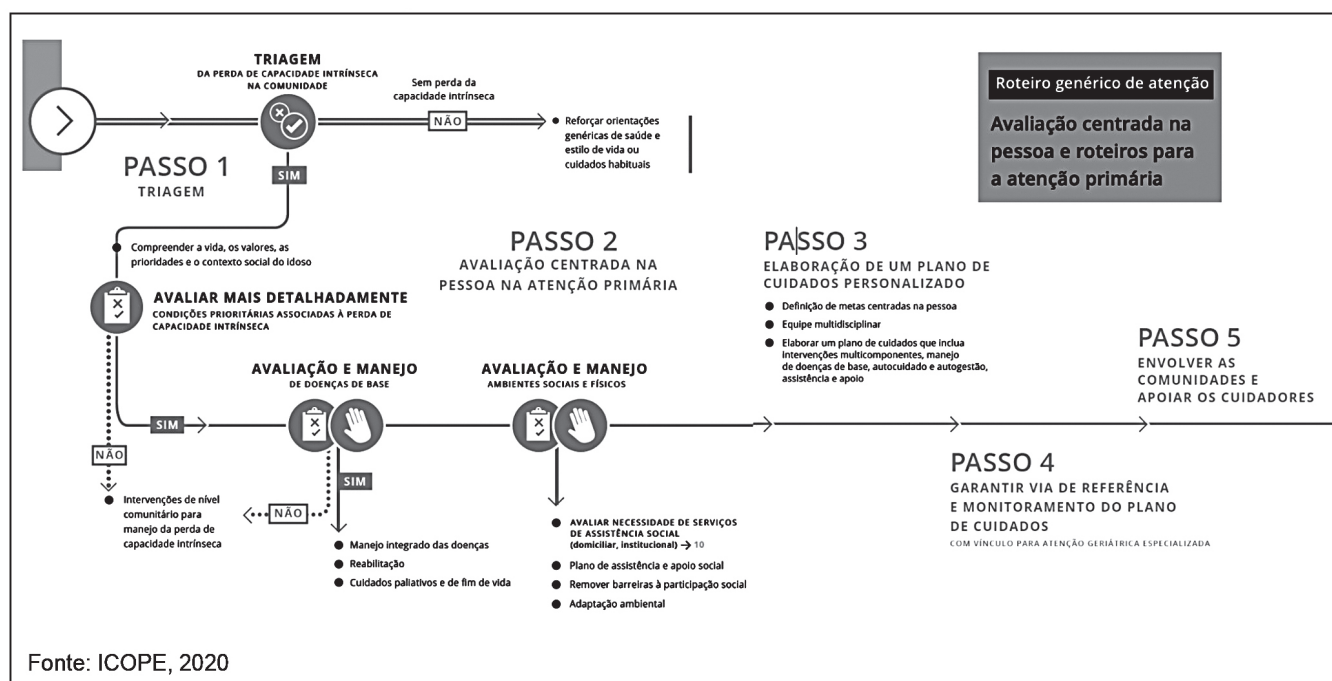 TRIAGEM
DA PERDA DE CAPACIDADE INTRÍNSECA
NA COMUNIDADE
Sem perda da
capacidade intrínseca
NÃO
Reforçar orientações
genéricas de saúde e
estilo de vida ou
cuidados habituais
Roteiro genérico de atenção
Avaliação centrada na
pessoa e roteiros para
a atenção primária
PASSO 1
TRIAGEM
SIM
Compreender a vida, os valores, as
prioridades e o contexto social do idoso
AVALIAR MAIS DETALHADAMENTE
CONDIÇÕES PRIORITÁRIAS ASSOCIADAS À PERDA DE
CAPACIDADE INTRÍNSECA
PASSO 2
AVALIAÇÃO CENTRADA NA
PESSOA NA ATENÇÃO PRIMÁRIA
SIM
NÃO
Intervenções de nível
comunitário para
manejo da perda de
capacidade intrínseca
AVALIAÇÃO E MANEJO
DE DOENÇAS DE BASE
SIM
NÃO
Manejo integrado das doenças
Reabilitação
Cuidados paliativos e de fim de vida
AVALIAÇÃO E MANEJO
AMBIENTES SOCIAIS E FÍSICOS
AVALIAR NECESSIDADE DE SERVIÇOS
DE ASSISTÊNCIA SOCIAL
(domiciliar, institucional) → 10
Plano de assistência e apoio social
Remover barreiras à participação social
Adaptação ambiental
PASSO 3
ELABORAÇÃO DE UM PLANO DE
CUIDADOS PERSONALIZADO
Definição de metas centradas na pessoa
Equipe multidisciplinar
Elaborar um plano de cuidados que inclua
intervenções multicomponentes, manejo
de doenças de base, autocuidado e autogestão,
assistência e apoio
PASSO 4
GARANTIR VIA DE REFERÊNCIA
E MONITORAMENTO DO PLANO
DE CUIDADOS
COM VÍNCULO PARA ATENÇÃO GERIÁTRICA ESPECIALIZADA
PASSO 5
ENVOLVER AS
COMUNIDADES E
APOIAR OS CUIDADORES
Fonte: ICOPE, 2020